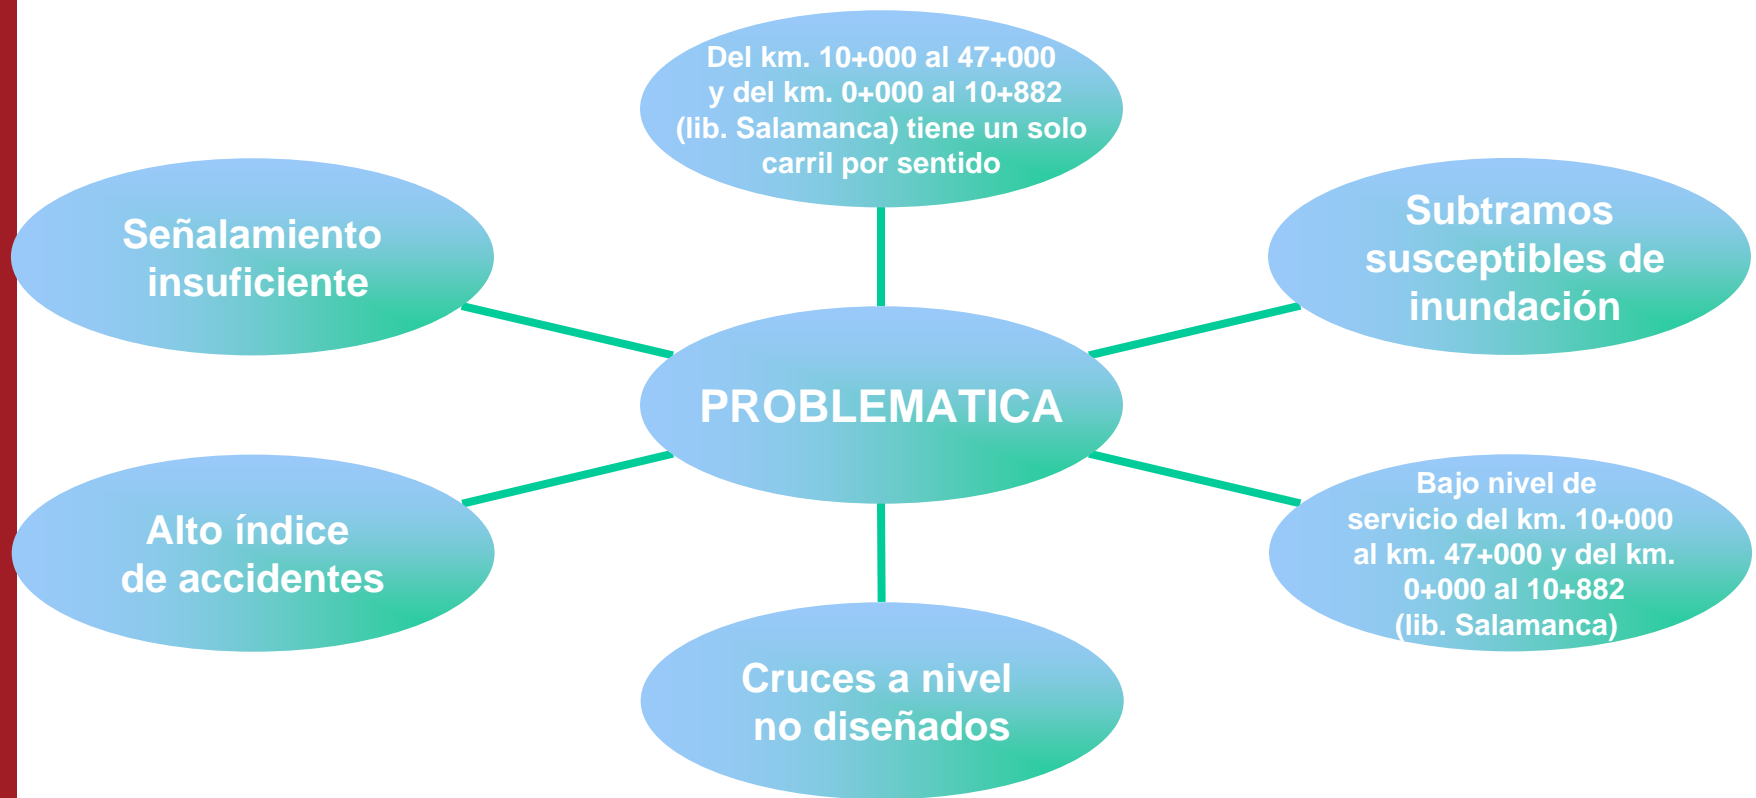 Del km. 10+000 al 47+000
y del km. 0+000 al 10+882
(lib. Salamanca) tiene un solo
carril por sentido
Señalamiento
insuficiente
Subtramos
susceptibles de
inundación
PROBLEMATICA
Alto índice
de accidentes
Bajo nivel de
servicio del km. 10+000
al km. 47+000 y del km.
0+000 al 10+882
(lib. Salamanca)
Cruces a nivel
no diseñados